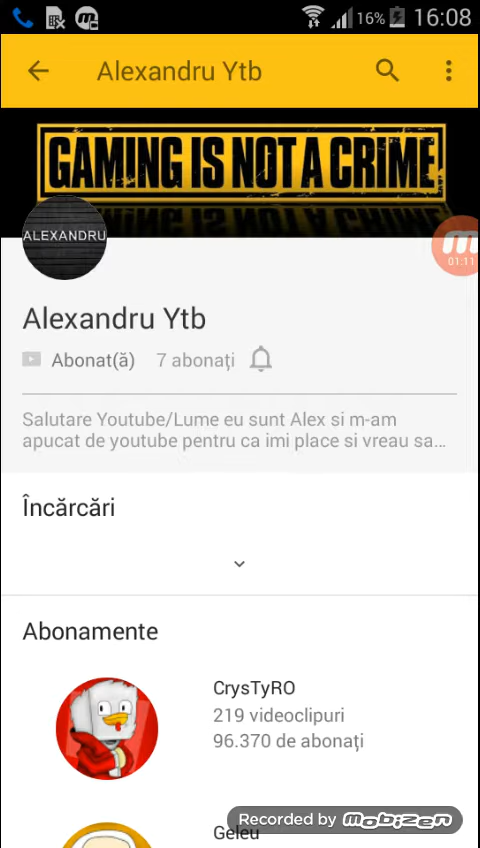 16% 16:08
Alexandru Ytb
GAMING IS NOT A CRIME
ALEXANDRU
01:11
Alexandru Ytb
Abonat(ă) 7 abonați
Salutare Youtube/Lume eu sunt Alex si m-am
apucat de youtube pentru ca imi place si vreau sa...
Încărcări
Abonamente
CrysTyRO
219 videoclipuri
96.370 de abonați
Recorded by mobizen
Geleu